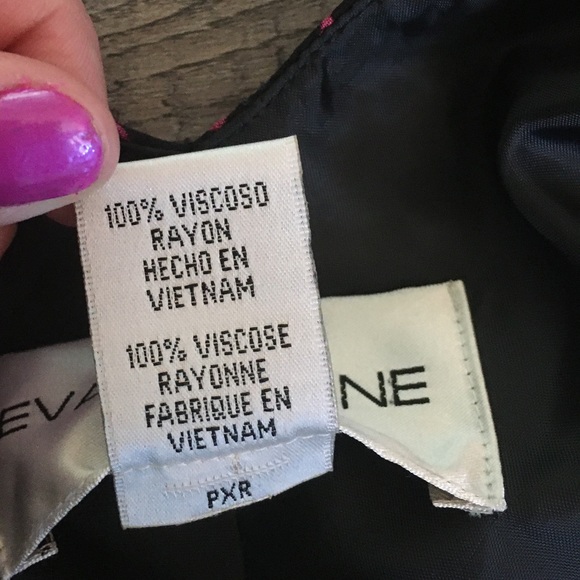 100% VISCOSO
RAYON
HECHO EN
VIETNAM
100% VISCOSE
RAYONNE
FABRIQUE EN
VIETNAM
PXR